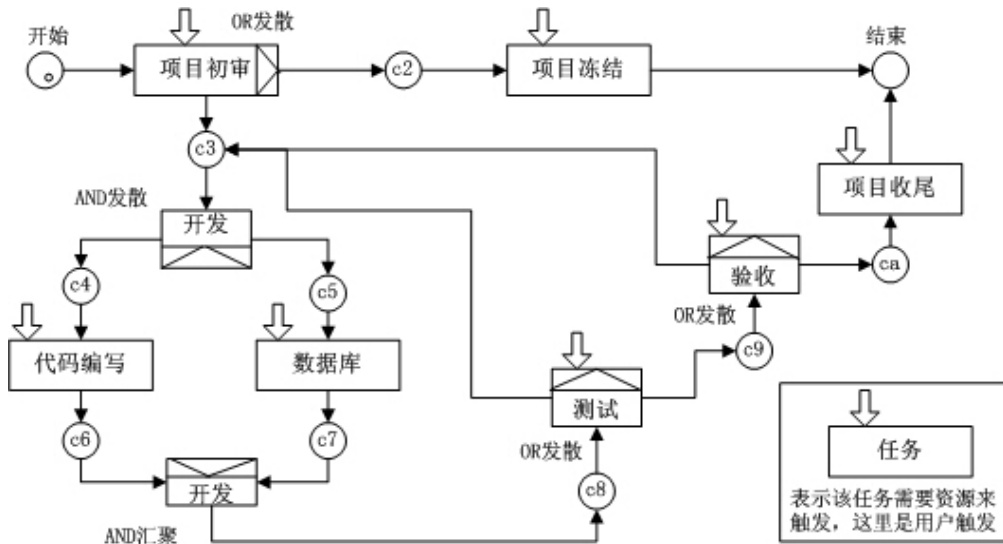 开始
OR发散
结束
项目初审
c2
项目冻结
c3
项目收尾
AND发散
开发
验收
ca
c4
c5
OR发散
代码编写
数据库
c9
测试
c6
c7
OR发散
任务
开发
c8
AND汇聚
表示该任务需要资源来
触发，这里是用户触发